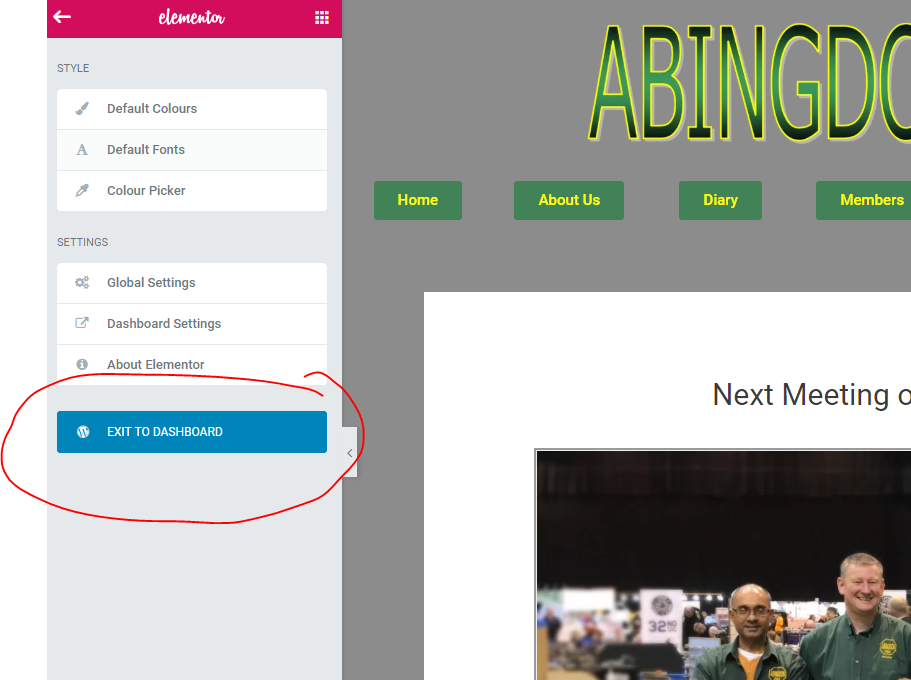 elementor
STYLE
Default Colours
Default Fonts
Colour Picker
SETTINGS
Global Settings
Dashboard Settings
About Elementor
EXIT TO DASHBOARD
ABINGDO
Home
About Us
Diary
Members
Next Meeting o
32ND